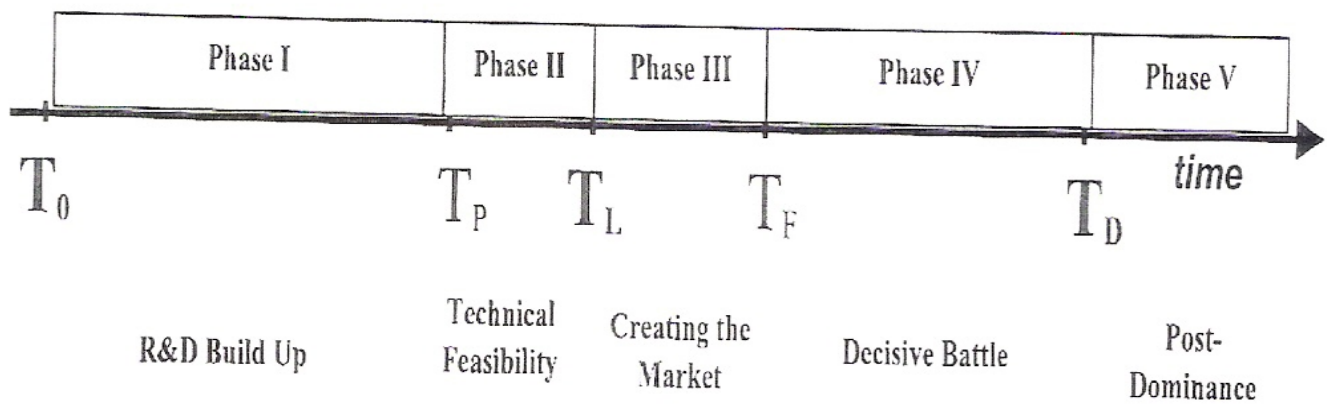 Phase I
Phase II
Phase III
Phase IV
Phase V
time
T0
TP
TL
TF
TD
R&D Build Up
Technical
Feasibility
Creating the
Market
Decisive Battle
Post-
Dominance